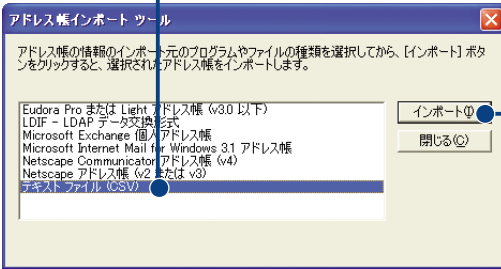 アドレス帳インポート ツール
アドレス帳の情報のインポート元のプログラムやファイルの種類を選択してから、[インポート] ボタ
ンをクリックすると、選択されたアドレス帳をインポートします。
Eudora Pro または Light アドレス帳 (v3.0 以下)
LDIF - LDAP データ交換形式
Microsoft Exchange 個人アドレス帳
Microsoft Internet Mail for Windows 3.1 アドレス帳
Netscape Communicator アドレス帳 (v4)
Netscape アドレス帳 (v2 または v3)
テキスト ファイル (CSV)
インポート(I)
閉じる(C)